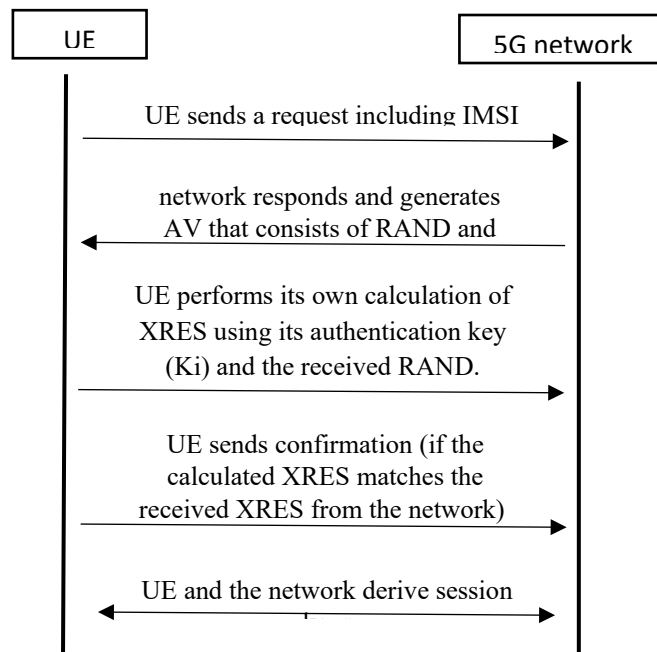 UE
5G network
UE sends a request including IMSI
network responds and generates
AV that consists of RAND and
UE performs its own calculation of
XRES using its authentication key
(Ki) and the received RAND.
UE sends confirmation (if the
calculated XRES matches the
received XRES from the network)
UE and the network derive session